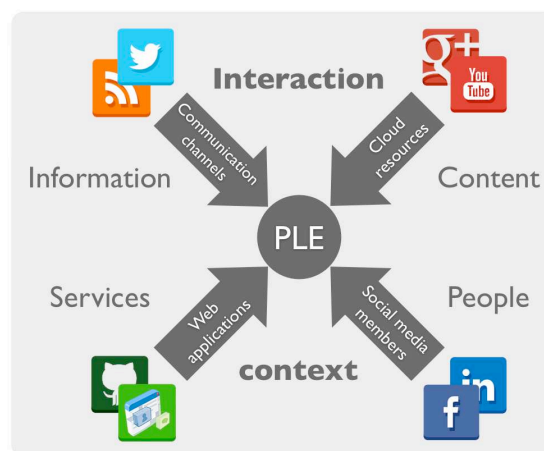 Interaction
g+
You
Tube
Communication
channels
Cloud
resources
Information
Content
PLE
Services
People
Web
applications
Social media
members
context
in
f